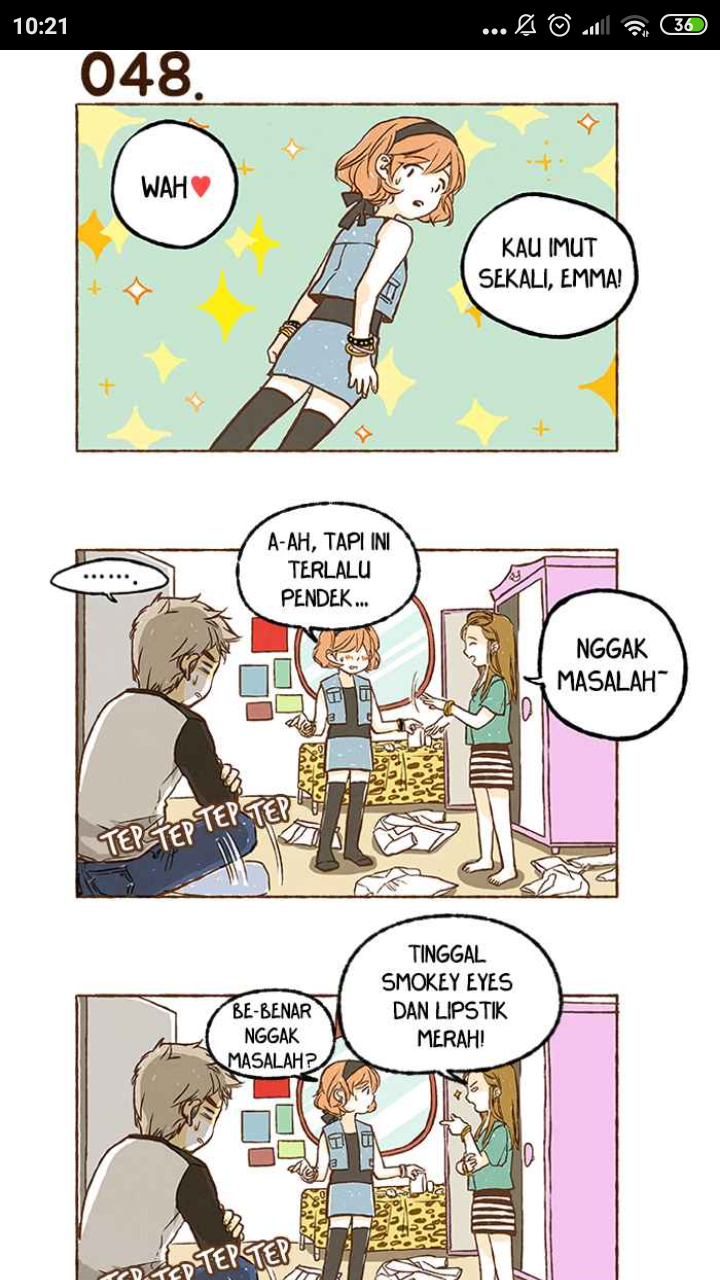 10:21
36
048.
WAH
KAU IMUT
SEKALI, EMMA!
.......
A-AH, TAPI INI
TERLALU
PENDEK...
NGGAK
MASALAH~
TEP TEP TEP TEP
TINGGAL
SMOKEY EYES
DAN LIPSTIK
MERAH!
BE-BENAR
NGGAK
MASALAH?
TEP TEP TEP TEP